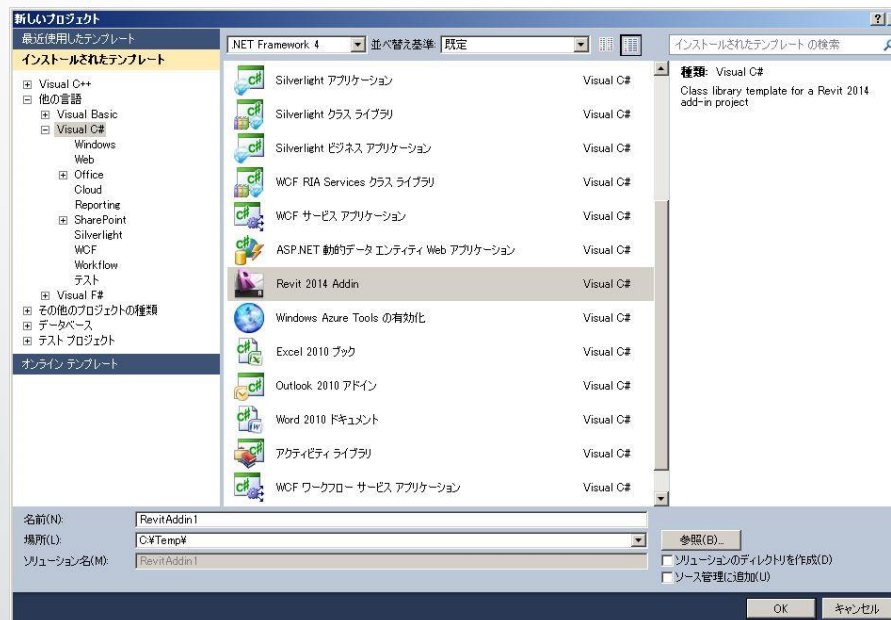 新しいプロジェクト
最近使用したテンプレート
インストールされたテンプレート
Visual C++
他の言語
Visual Basic
Visual C#
Windows
Web
Office
Cloud
Reporting
SharePoint
Silverlight
WCF
Workflow
テスト
Visual F#
その他のプロジェクトの種類
データベース
テスト プロジェクト
オンライン テンプレート
.NET Framework 4 並べ替え基準: 既定
Silverlight アプリケーション Visual C#
Silverlight クラス ライブラリ Visual C#
Silverlight ビジネス アプリケーション Visual C#
WCF RIA Services クラス ライブラリ Visual C#
WCF サービス アプリケーション Visual C#
ASP.NET 動的データ エンティティ Web アプリケーション Visual C#
Revit 2014 Addin Visual C#
Windows Azure Tools の有効化 Visual C#
Excel 2010 ブック Visual C#
Outlook 2010 アドイン Visual C#
Word 2010 ドキュメント Visual C#
アクティビティ ライブラリ Visual C#
WCF ワークフロー サービス アプリケーション Visual C#
インストールされたテンプレート の検索
種類: Visual C#
Class library template for a Revit 2014
add-in project
名前(N): RevitAddin1
場所(L): C:¥Temp¥
ソリューション名(M): RevitAddin1
参照(B)...
ソリューションのディレクトリを作成(D)
ソース管理に追加(U)
OK キャンセル